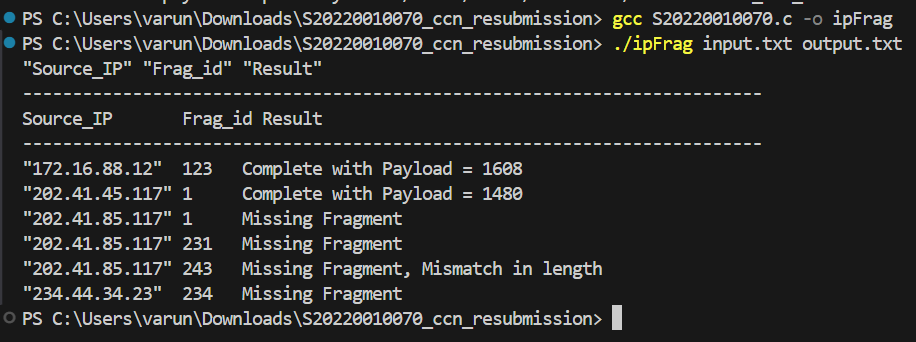 PS C:\Users\varun\Downloads\S20220010070_ccn_resubmission> gcc S20220010070.c -o ipFrag
PS C:\Users\varun\Downloads\S20220010070_ccn_resubmission> ./ipFrag input.txt output.txt
"Source_IP" "Frag_id" "Result"
--------------------------------------------------------------------------
Source_IP       Frag_id Result
--------------------------------------------------------------------------
"172.16.88.12"  123   Complete with Payload = 1608
"202.41.45.117" 1     Complete with Payload = 1480
"202.41.85.117" 1     Missing Fragment
"202.41.85.117" 231   Missing Fragment
"202.41.85.117" 243   Missing Fragment, Mismatch in length
"234.44.34.23"  234   Missing Fragment
PS C:\Users\varun\Downloads\S20220010070_ccn_resubmission>